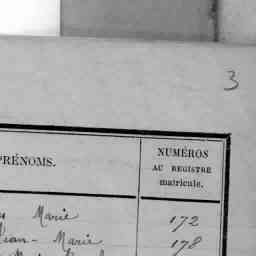 3
PRÉNOMS.
NUMÉROS
AU REGISTRE
matricule.
Marie 172
Jean-Marie 178